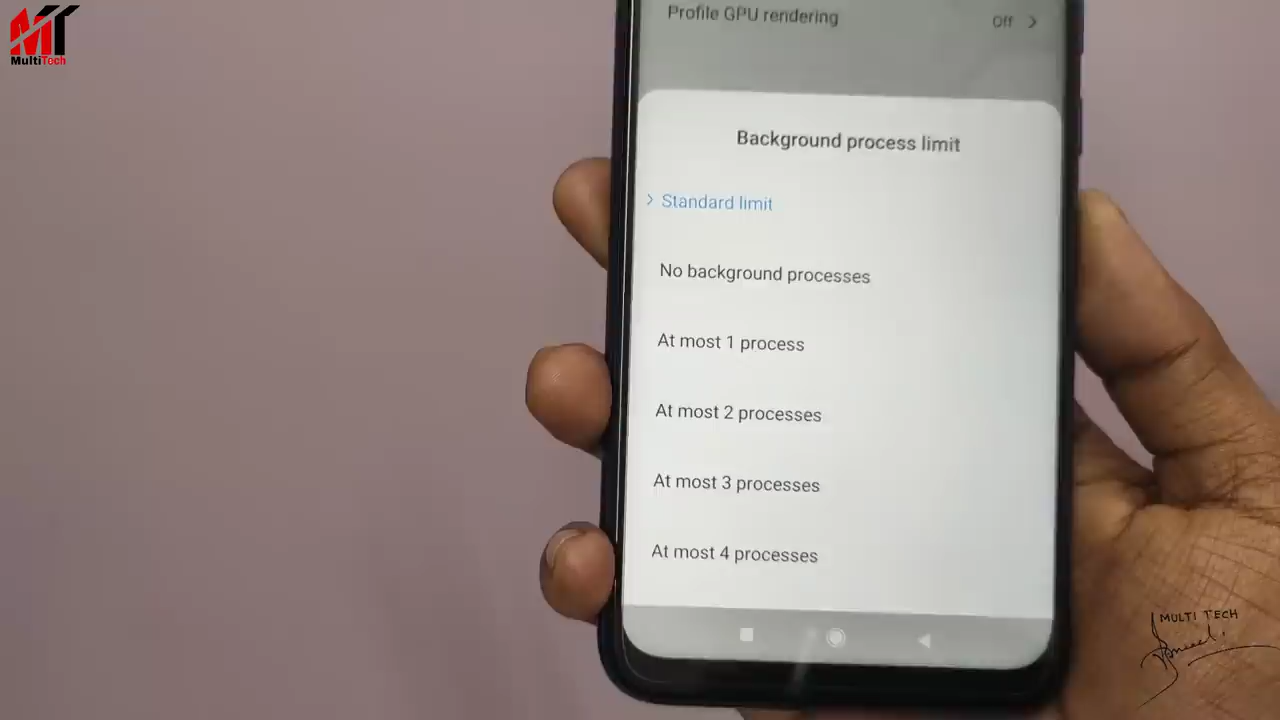 MT
MultiTech
Profile GPU rendering
Off
Background process limit
Standard limit
No background processes
At most 1 process
At most 2 processes
At most 3 processes
At most 4 processes
MULTI TECH